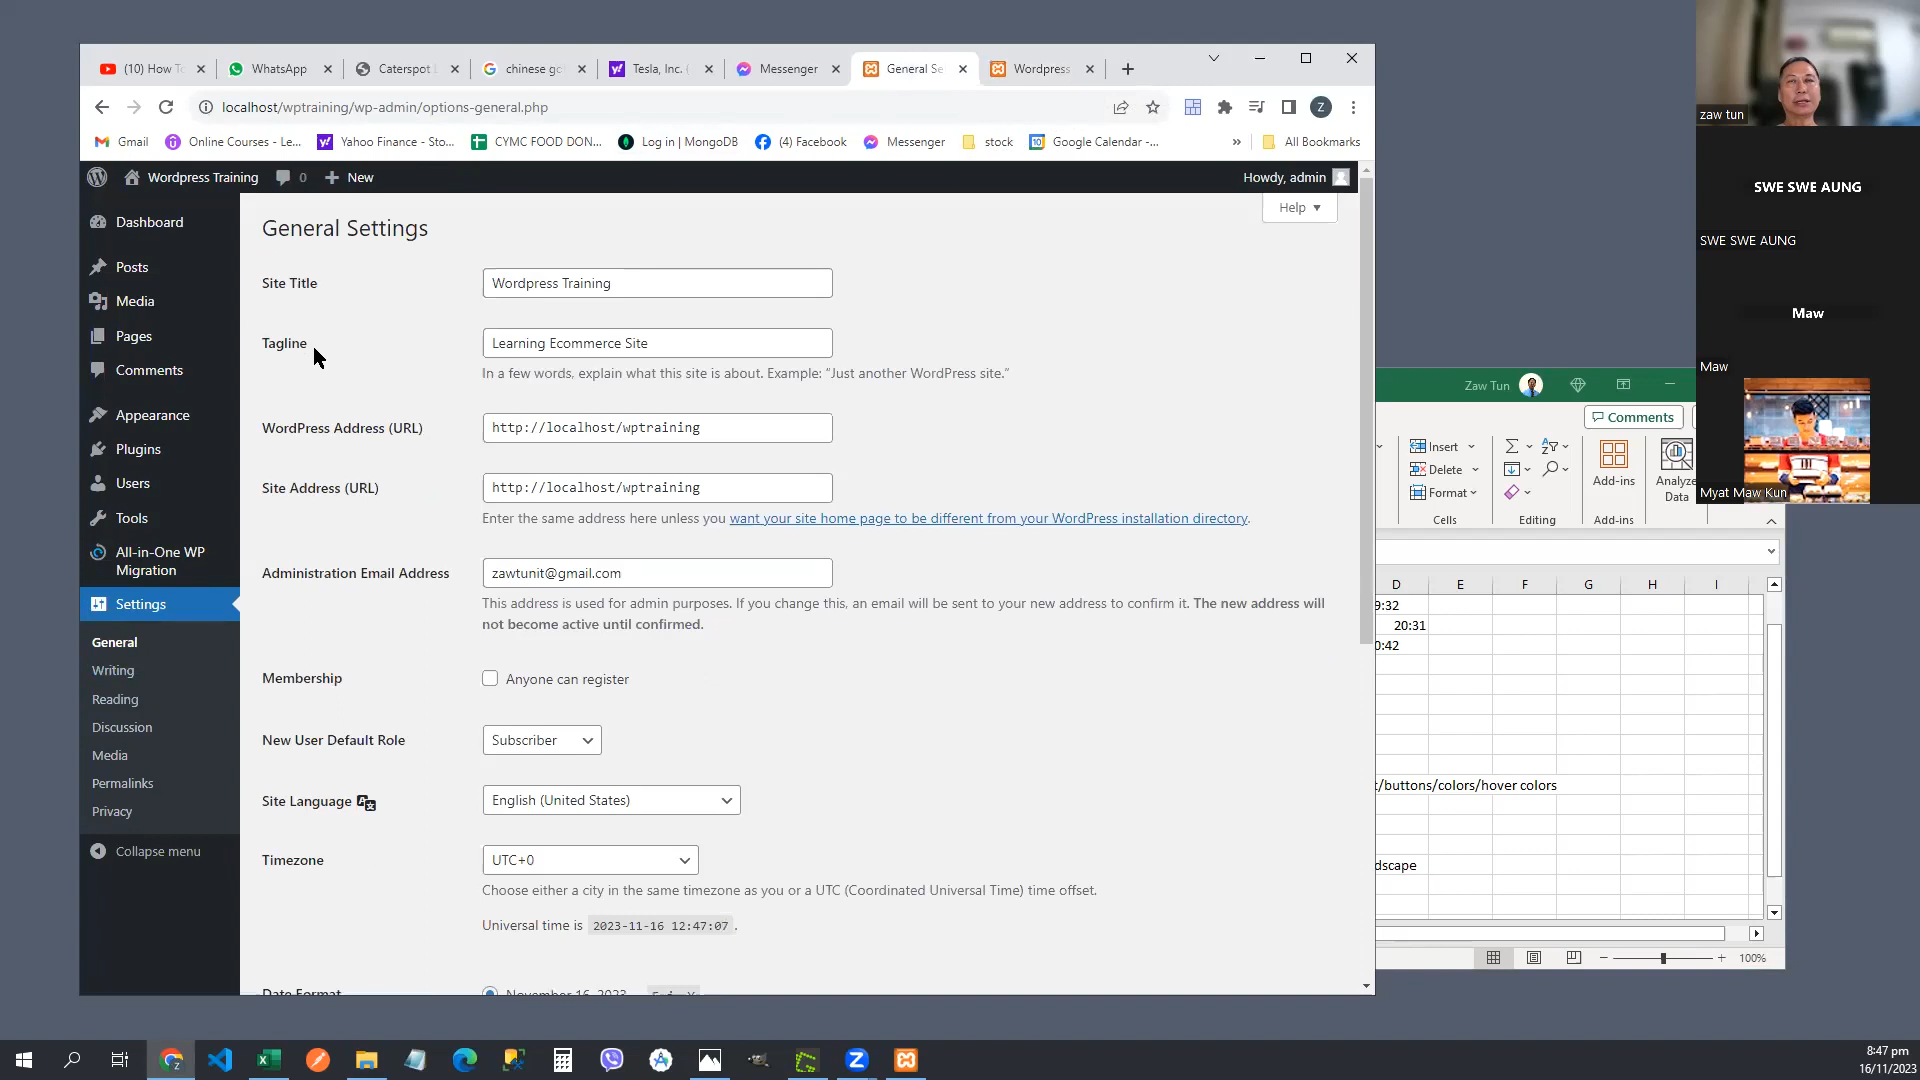 (10) How T
WhatsApp
Caterspot
chinese go
Tesla, Inc. (
Messenger
General Se
Wordpress
localhost/wptraining/wp-admin/options-general.php
Z
Gmail
Online Courses - Le...
Yahoo Finance - Sto...
CYMC FOOD DON...
Log in | MongoDB
(4) Facebook
Messenger
stock
Google Calendar -...
»
All Bookmarks
Wordpress Training
0
New
Howdy, admin
Help
Dashboard
Posts
Media
Pages
Comments
Appearance
Plugins
Users
Tools
All-in-One WP
Migration
Settings
General
Writing
Reading
Discussion
Media
Permalinks
Privacy
Collapse menu
General Settings
Site Title
Wordpress Training
Tagline
Learning Ecommerce Site
In a few words, explain what this site is about. Example: “Just another WordPress site.”
WordPress Address (URL)
http://localhost/wptraining
Site Address (URL)
http://localhost/wptraining
Enter the same address here unless you want your site home page to be different from your WordPress installation directory.
Administration Email Address
zawtunit@gmail.com
This address is used for admin purposes. If you change this, an email will be sent to your new address to confirm it. The new address will
not become active until confirmed.
Membership
Anyone can register
New User Default Role
Subscriber
Site Language
English (United States)
Timezone
UTC+0
Choose either a city in the same timezone as you or a UTC (Coordinated Universal Time) time offset.
Universal time is 2023-11-16 12:47:07 .
Date Format
November 16, 2023
zaw tun
SWE SWE AUNG
SWE SWE AUNG
Maw
Maw
Myat Maw Kun
Zaw Tun
Comments
Insert
Delete
Format
Cells
Editing
Add-ins
Add-ins
Analyze
Data
D E F G H I
9:32
20:31
0:42
t/buttons/colors/hover colors
dscape
100%
8:47 pm
16/11/2023